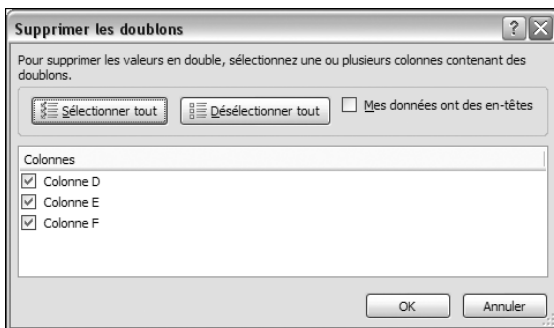 Supprimer les doublons
Pour supprimer les valeurs en double, sélectionnez une ou plusieurs colonnes contenant des
doublons.
Sélectionner tout
Désélectionner tout
Mes données ont des en-têtes
Colonnes
Colonne D
Colonne E
Colonne F
OK
Annuler